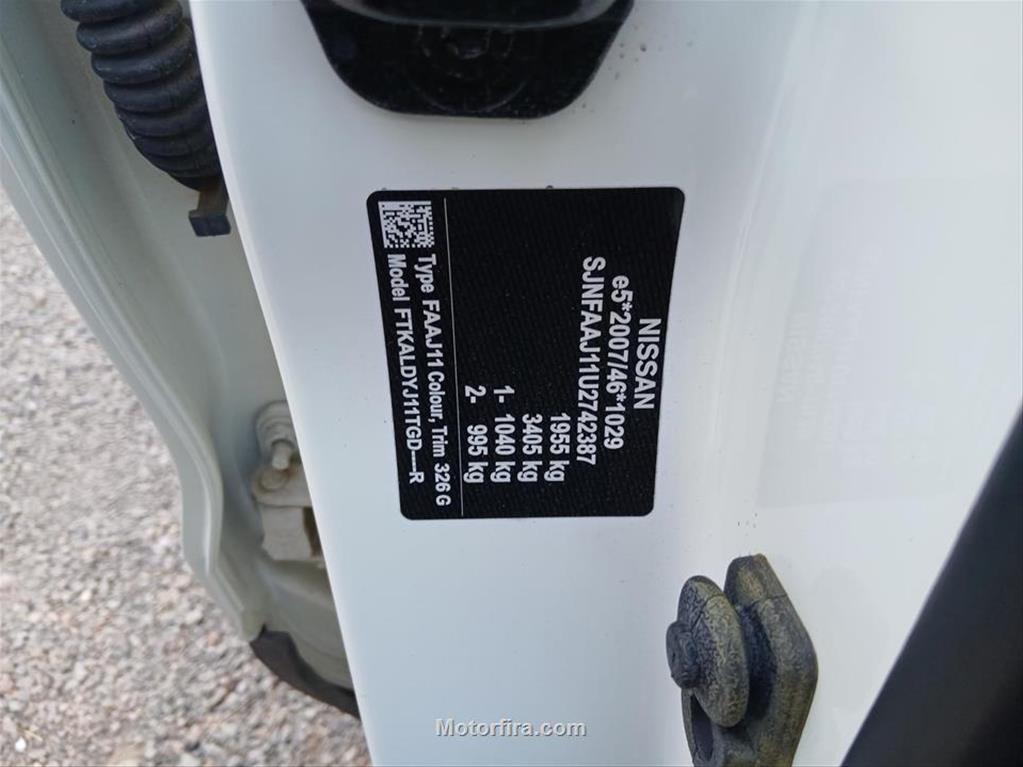 NISSAN
e5*2007/46*1029
SJNFAAJ11U2742387
1955 kg
3405 kg
1- 1040 kg
2- 995 kg
Type FAAJ11 Colour, Trim 326 G
Model FTKALDYJ11TGD----R
Motorfira.com